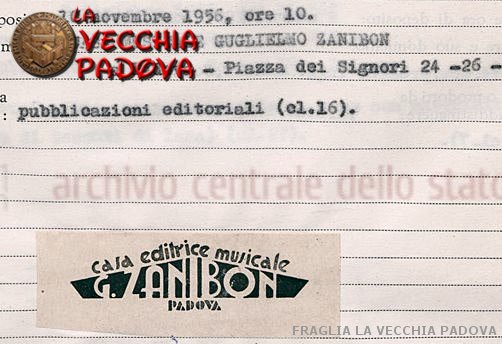 novembre 1956, ore 10.
LA
VECCHIA
PADOVA
GUGLIELMO ZANIBON
- Piazza dei Signori 24 -26 -
a
: pubblicazioni editoriali (cl.16).
archivio centrale dello stato
casa editrice musicale
G. ZANIBON
PADOVA
FRAGLIA LA VECCHIA PADOVA